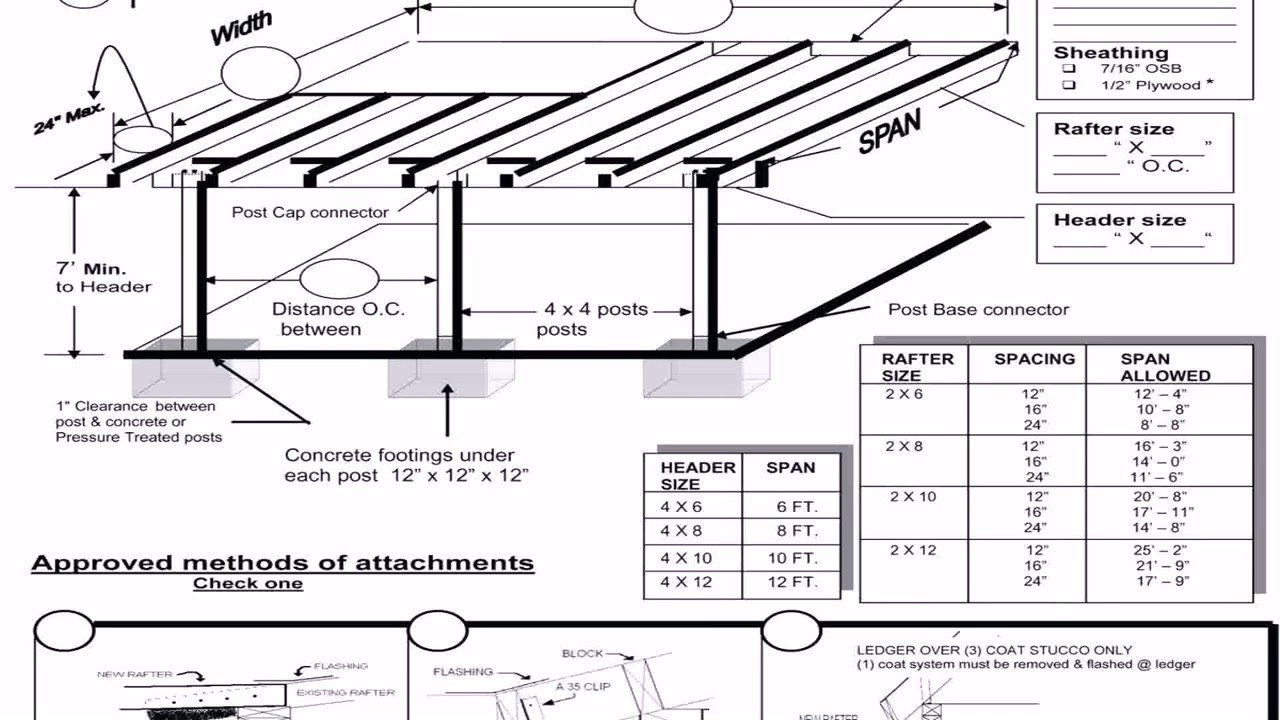 Width
24" Max.
SPAN
Sheathing
❑ 7/16" OSB
❑ 1/2" Plywood *
Rafter size
_____ " X _____ "
______ " O.C.
Header size
_____ " X _____ "
Post Cap connector
7' Min.
to Header
Distance O.C.
between
4 x 4 posts
posts
Post Base connector
1" Clearance between
post & concrete or
Pressure Treated posts
Concrete footings under
each post 12" x 12" x 12"
HEADER SIZE SPAN
4 X 6 6 FT.
4 X 8 8 FT.
4 X 10 10 FT.
4 X 12 12 FT.
RAFTER SIZE SPACING SPAN ALLOWED
2 X 6 12" 12' – 4"
16" 10' – 8"
24" 8' – 8"
2 X 8 12" 16' – 3"
16" 14' – 0"
24" 11' – 6"
2 X 10 12" 20' – 8"
16" 17' – 11"
24" 14' – 8"
2 X 12 12" 25' – 2"
16" 21' – 9"
24" 17' – 9"
Approved methods of attachments
Check one
NEW RAFTER
FLASHING
EXISTING RAFTER
BLOCK
FLASHING
A 35 CLIP
LEDGER OVER (3) COAT STUCCO ONLY
(1) coat system must be removed & flashed @ ledger
NEW RAFTER